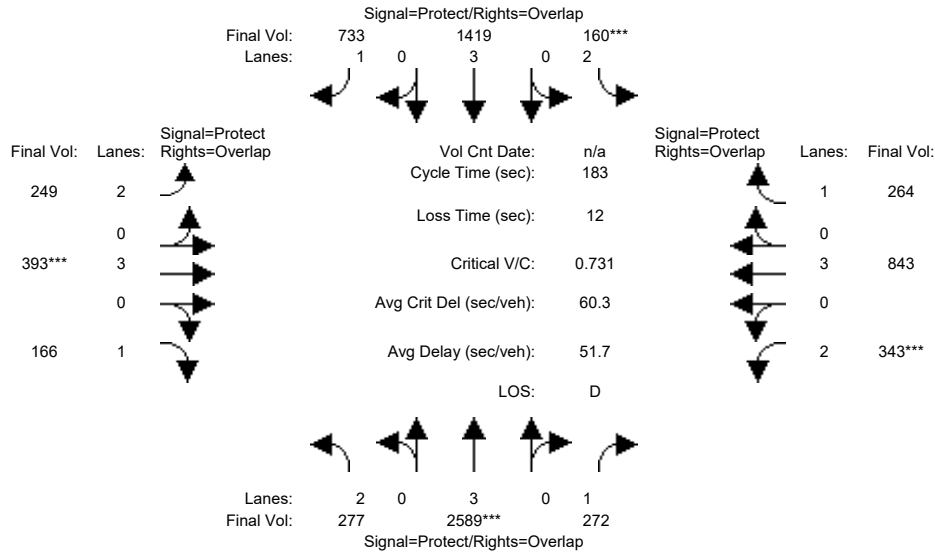 Signal=Protect/Rights=Overlap
Final Vol: 733 1419 160***
Lanes: 1 0 3 0 2
Signal=Protect Signal=Protect
Final Vol: Lanes: Rights=Overlap Vol Cnt Date: n/a Rights=Overlap Lanes: Final Vol:
Cycle Time (sec): 183
249 2 1 264
Loss Time (sec): 12
0 0
393*** 3 Critical V/C: 0.731 3 843
0 Avg Crit Del (sec/veh): 60.3 0
166 1 Avg Delay (sec/veh): 51.7 2 343***
LOS: D
Lanes: 2 0 3 0 1
Final Vol: 277 2589*** 272
Signal=Protect/Rights=Overlap